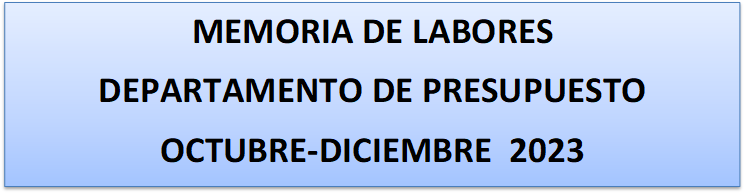 MEMORIA DE LABORES
DEPARTAMENTO DE PRESUPUESTO
OCTUBRE-DICIEMBRE  2023